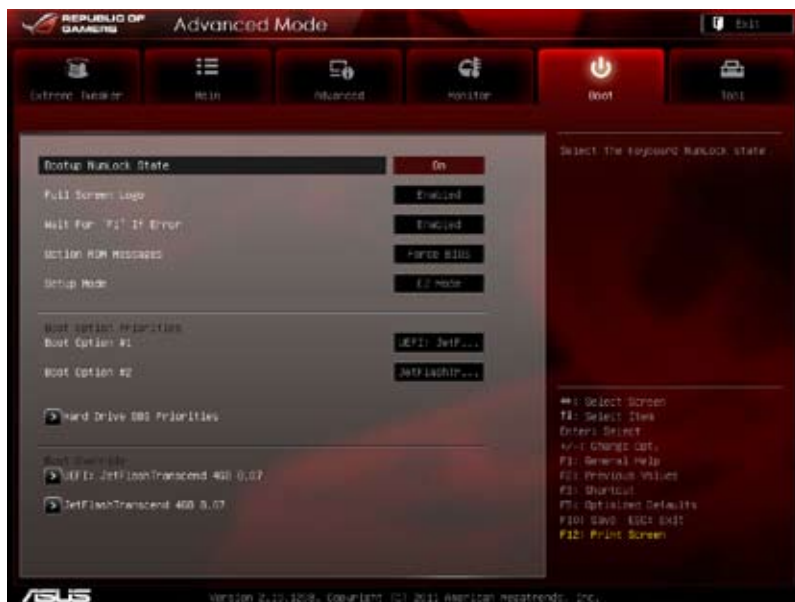 REPUBLIC OF GAMERS
Advanced Mode
Exit
Extreme Tweaker
Main
Advanced
Monitor
Boot
Tool
Bootup NumLock State
On
Select the keyboard NumLock state
Full Screen Logo
Enabled
Wait For 'F1' If Error
Enabled
Option ROM Messages
Force BIOS
Setup Mode
EZ Mode
Boot Option Priorities
Boot Option #1
UEFI: JetF...
Boot Option #2
JetFlashTr...
Hard Drive BBS Priorities
Boot Override
UEFI: JetFlashTranscend 4GB 8.07
JetFlashTranscend 4GB 8.07
: Select Screen
: Select Item
Enter: Select
+/-: Change Opt.
F1: General Help
F2: Previous Values
F3: Shortcut
F5: Optimized Defaults
F10: Save ESC: Exit
F12: Print Screen
ASUS
Version 2.10.1208. Copyright (C) 2011 American Megatrends, Inc.